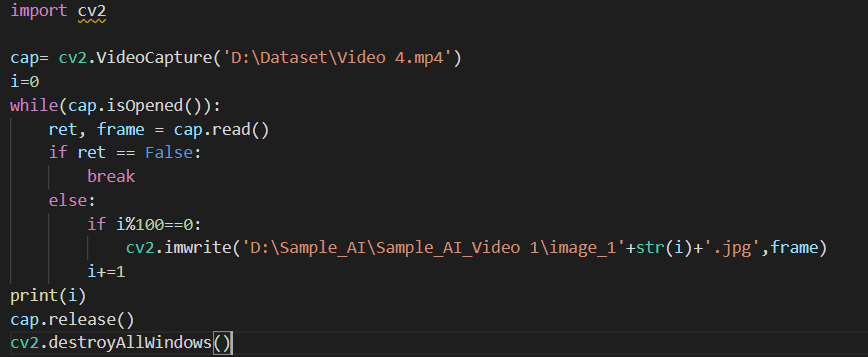 import cv2
cap= cv2.VideoCapture('D:\Dataset\Video 4.mp4')
i=0
while(cap.isOpened()):
    ret, frame = cap.read()
    if ret == False:
        break
    else:
        if i%100==0:
            cv2.imwrite('D:\Sample_AI\Sample_AI_Video 1\image_1'+str(i)+'.jpg',frame)
        i+=1
print(i)
cap.release()
cv2.destroyAllWindows()